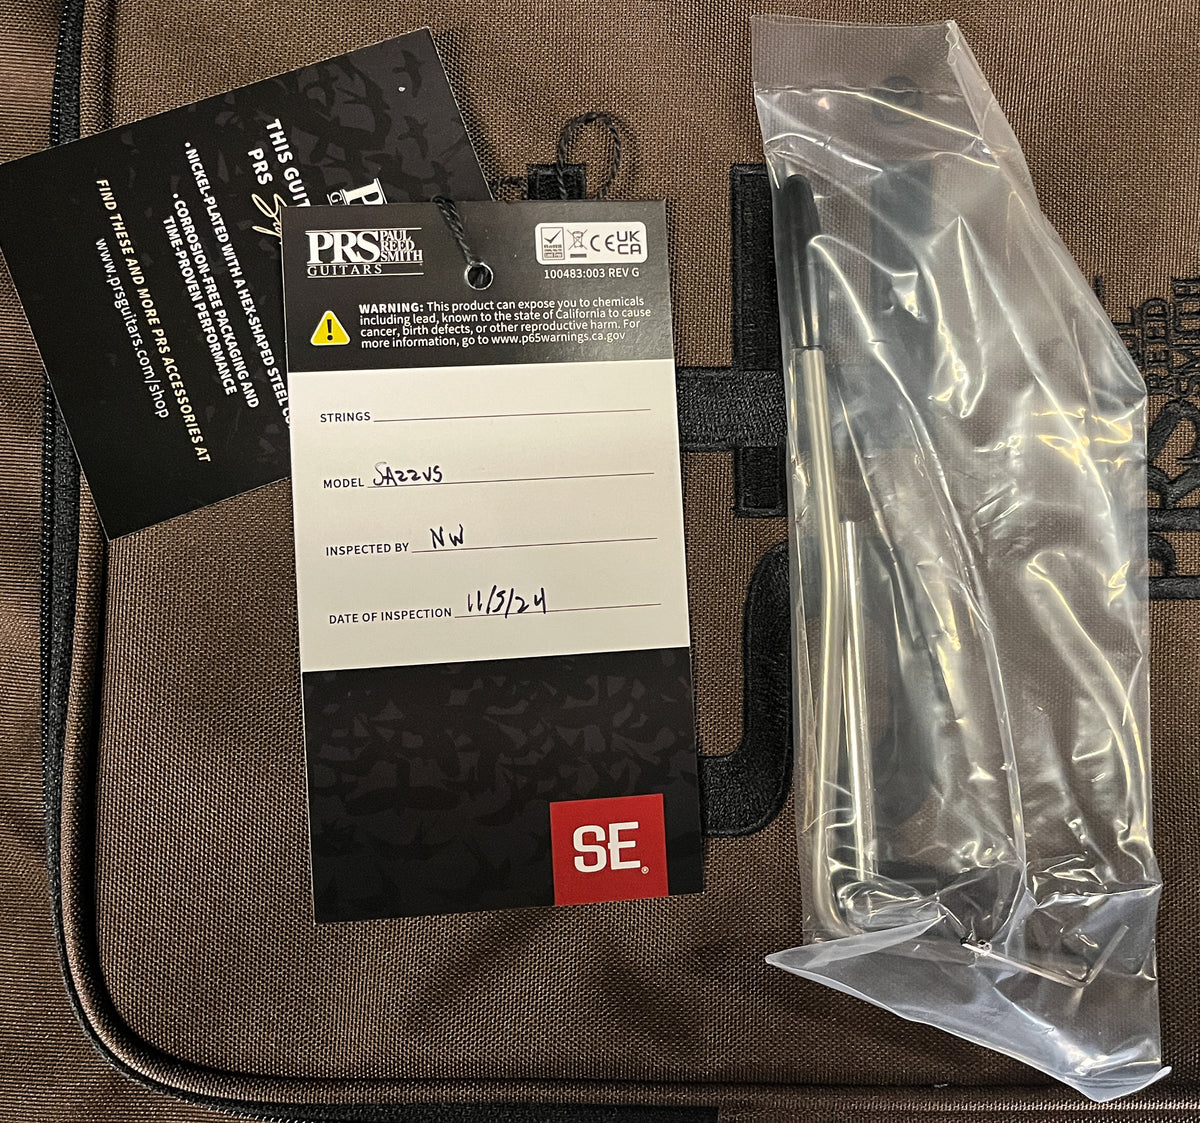 THIS GUIT
PRS
•NICKEL-PLATED WITH A HEX-SHAPED STEEL
• CORROSION-FREE PACKAGING AND
TIME-PROVEN PERFORMANCE
FIND THESE AND MORE PRS ACCESSORIES AT
www.prsguitars.com/shop
PRS PAUL
REED
SMITH
GUITARS
CE UK
CA
100483:003 REV G
WARNING: This product can expose you to chemicals
including lead, known to the state of California to cause
cancer, birth defects, or other reproductive harm. For
more information, go to www.p65warnings.ca.gov
STRINGS
MODEL SA22VS
INSPECTED BY NW
DATE OF INSPECTION 11/5/24
SE®
REED